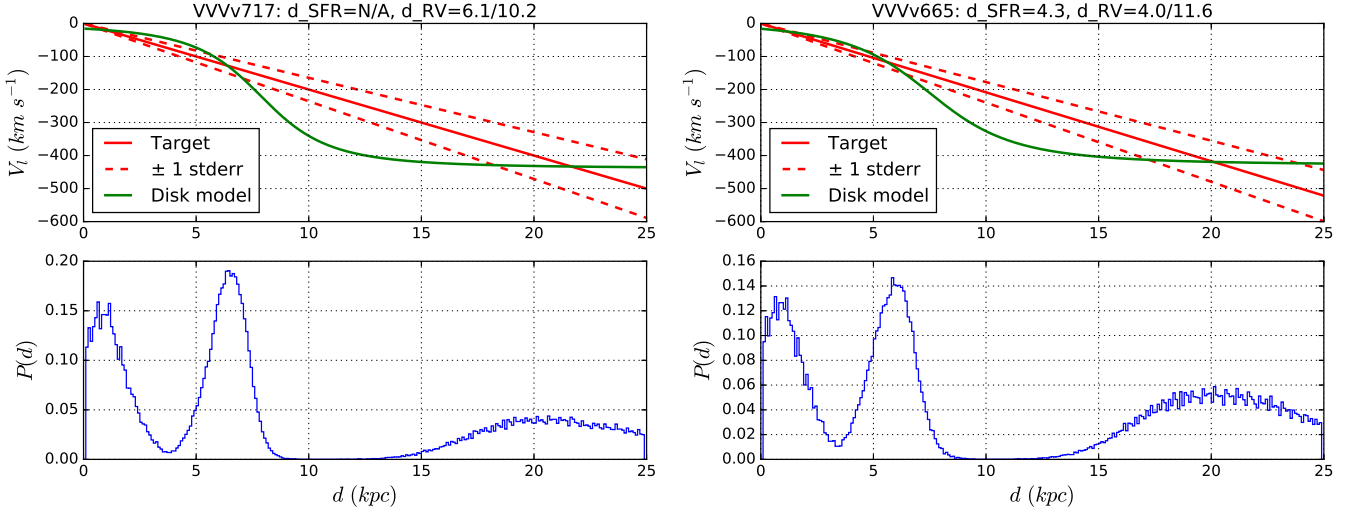 VVVv717: d_SFR=N/A, d_RV=6.1/10.2
0
−100
−200
−300
−400
−500
−600
V_l (km s^{−1})
Target
± 1 stderr
Disk model
0 5 10 15 20 25
0.20
0.15
0.10
0.05
0.00
P(d)
0 5 10 15 20 25
d (kpc)
VVVv665: d_SFR=4.3, d_RV=4.0/11.6
0
−100
−200
−300
−400
−500
−600
V_l (km s^{−1})
Target
± 1 stderr
Disk model
0 5 10 15 20 25
0.16
0.14
0.12
0.10
0.08
0.06
0.04
0.02
0.00
P(d)
0 5 10 15 20 25
d (kpc)